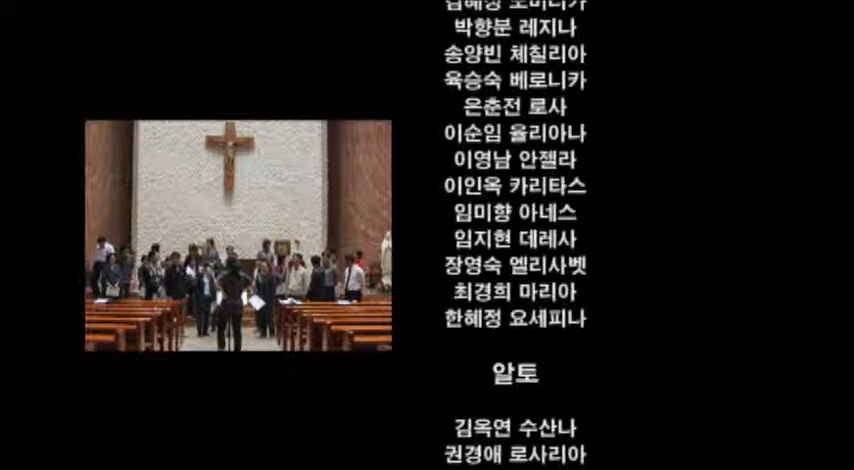 박향분 레지나
송양빈 체칠리아
육승숙 베로니카
은춘전 로사
이순임 율리아나
이영남 안젤라
이인옥 카리타스
임미향 아네스
임지현 데레사
장영숙 엘리사벳
최경희 마리아
한혜정 요세피나
알토
김옥연 수산나
권경애 로사리아